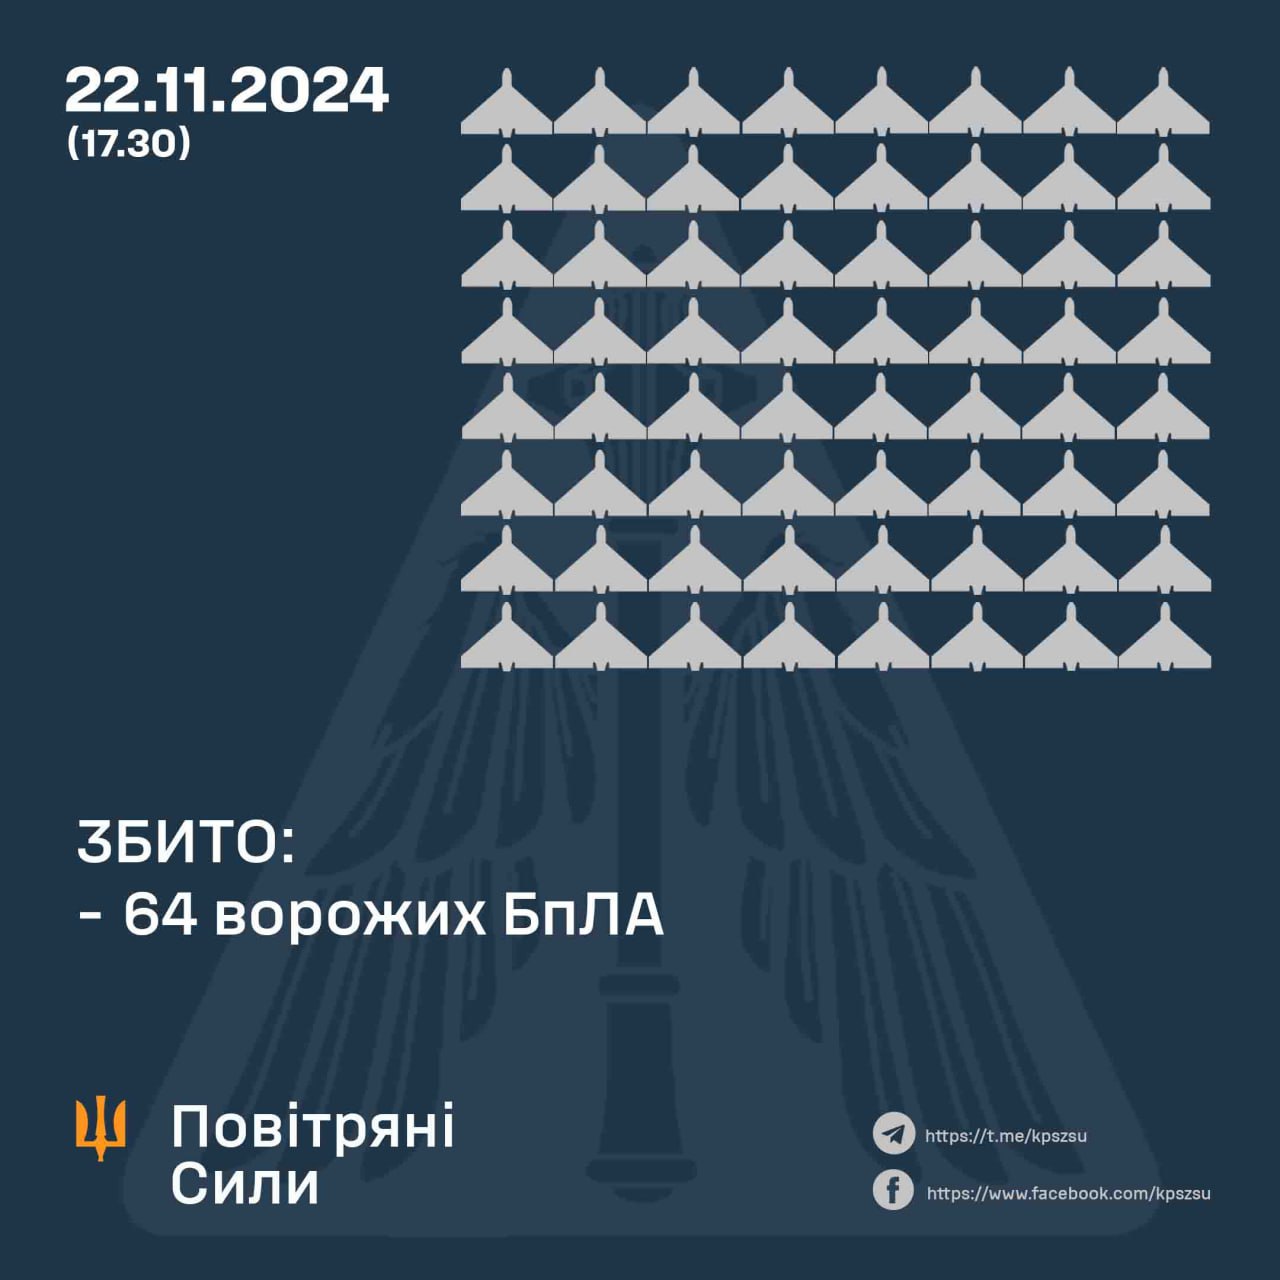 22.11.2024
(17.30)
ЗБИТО:
- 64 ворожих БпЛА
Повітряні
Сили
https://t.me/kpszsu
https://www.facebook.com/kpszsu